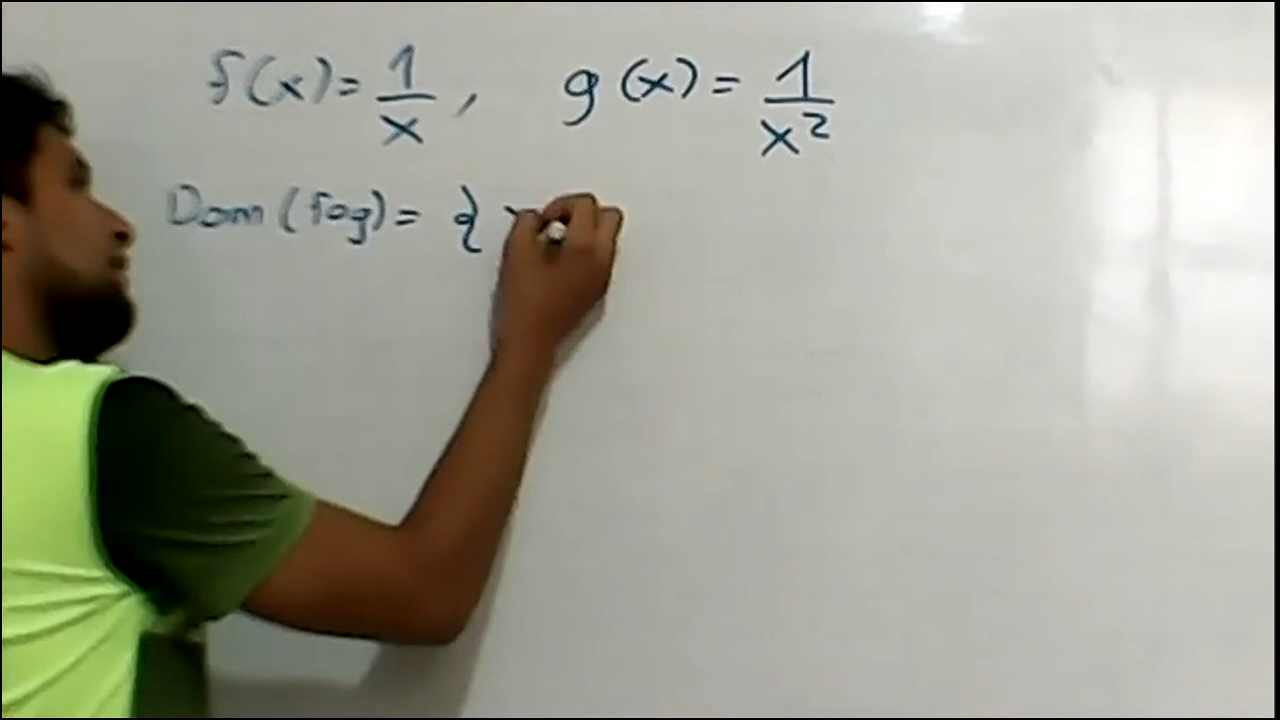 f(x) = 1/x , g(x) = 1/x²
Dom (fog) = { x